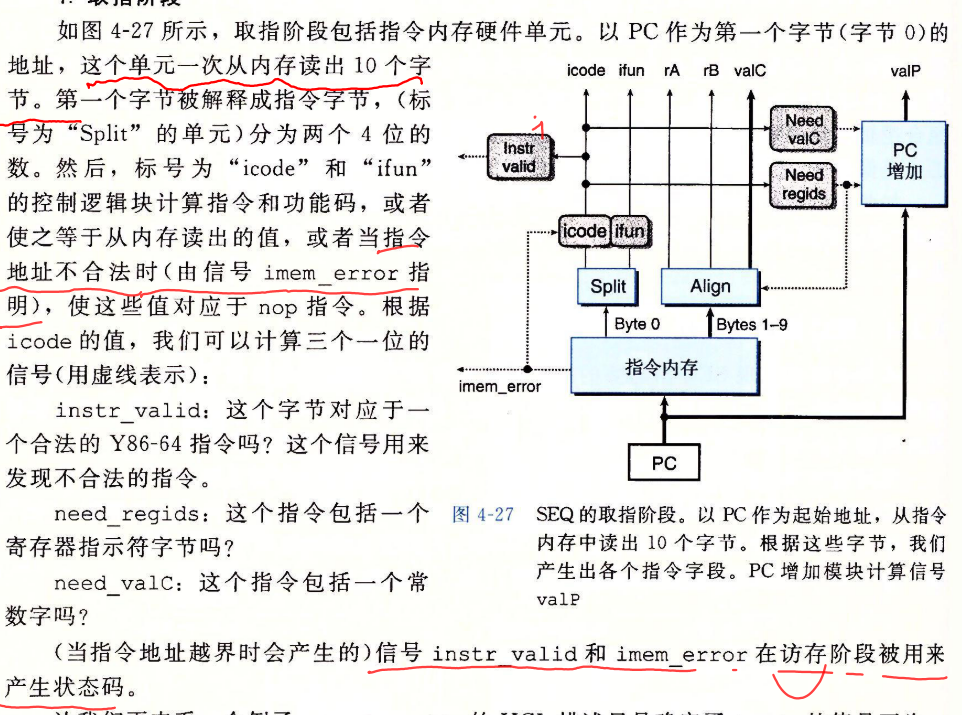 如图 4-27 所示，取指阶段包括指令内存硬件单元。以 PC 作为第一个字节(字节 0)的
地址，这个单元一次从内存读出 10 个字
节。第一个字节被解释成指令字节，(标
号为“Split”的单元)分为两个 4 位的
数。然后，标号为“icode”和“ifun”
的控制逻辑块计算指令和功能码，或者
使之等于从内存读出的值，或者当指令
地址不合法时(由信号 imem_error 指
明)，使这些值对应于 nop 指令。根据
icode 的值，我们可以计算三个一位的
信号(用虚线表示)：
instr_valid：这个字节对应于一
个合法的 Y86-64 指令吗？这个信号用来
发现不合法的指令。
need_regids：这个指令包括一个
寄存器指示符字节吗？
need_valC：这个指令包括一个常
数字吗？
icode ifun rA rB valC valP
Need
valC
Instr
valid
PC
增加
Need
regids
icode ifun
Split
Align
Byte 0
Bytes 1–9
指令内存
imem_error
PC
图 4-27 SEQ 的取指阶段。以 PC 作为起始地址，从指令
内存中读出 10 个字节。根据这些字节，我们
产生出各个指令字段。PC 增加模块计算信号
valP
(当指令地址越界时会产生的)信号 instr_valid 和 imem_error 在访存阶段被用来
产生状态码。